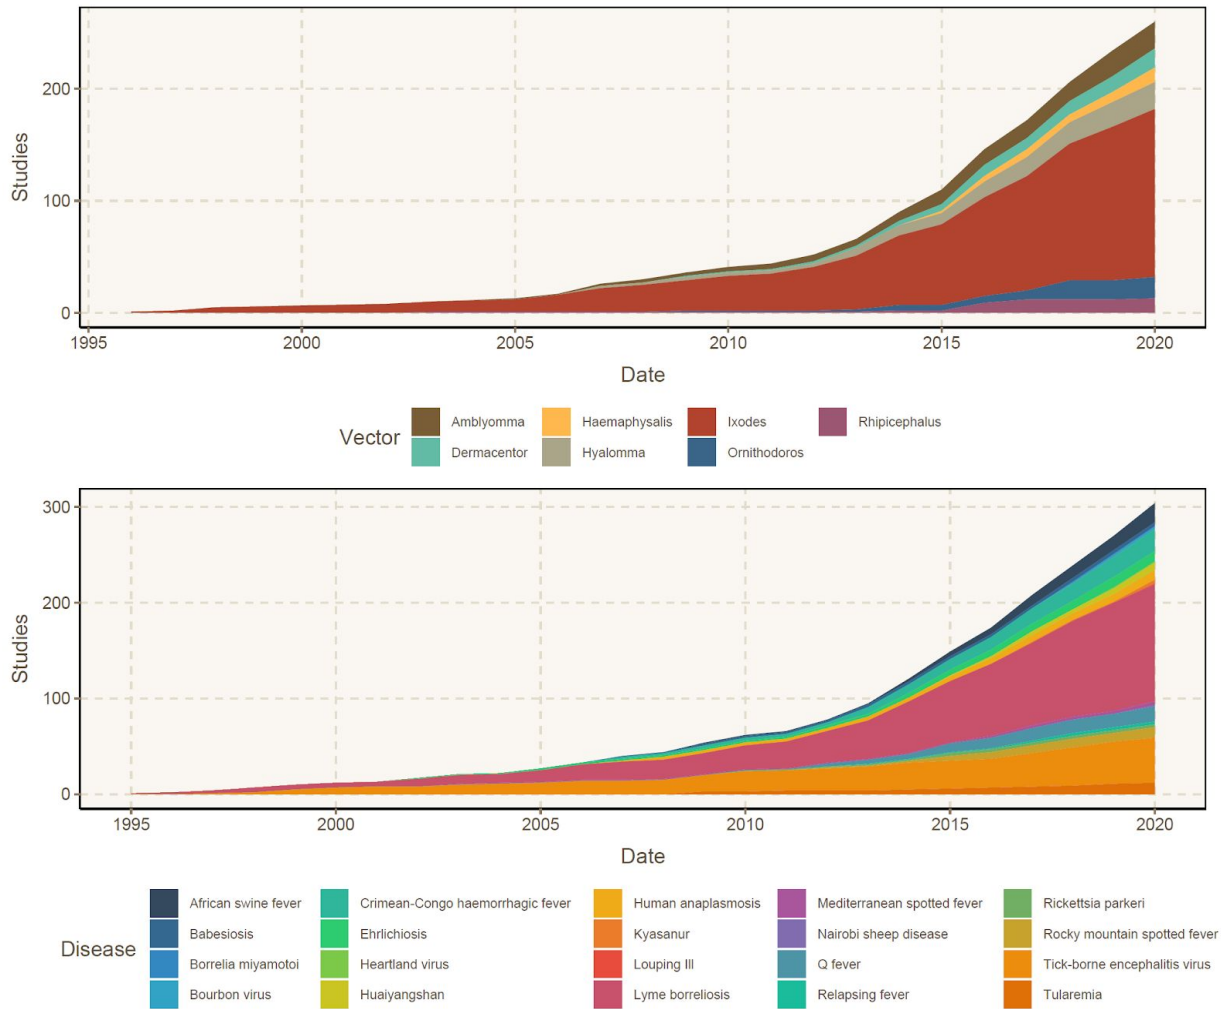 200
100
0
Studies
1995 2000 2005 2010 2015 2020
Date
Vector
Amblyomma Haemaphysalis Ixodes Rhipicephalus
Dermacentor Hyalomma Ornithodoros
300
200
100
0
Studies
1995 2000 2005 2010 2015 2020
Date
Disease
African swine fever Crimean-Congo haemorrhagic fever Human anaplasmosis Mediterranean spotted fever Rickettsia parkeri
Babesiosis Ehrlichiosis Kyasanur Nairobi sheep disease Rocky mountain spotted fever
Borrelia miyamotoi Heartland virus Louping Ill Q fever Tick-borne encephalitis virus
Bourbon virus Huaiyangshan Lyme borreliosis Relapsing fever Tularemia